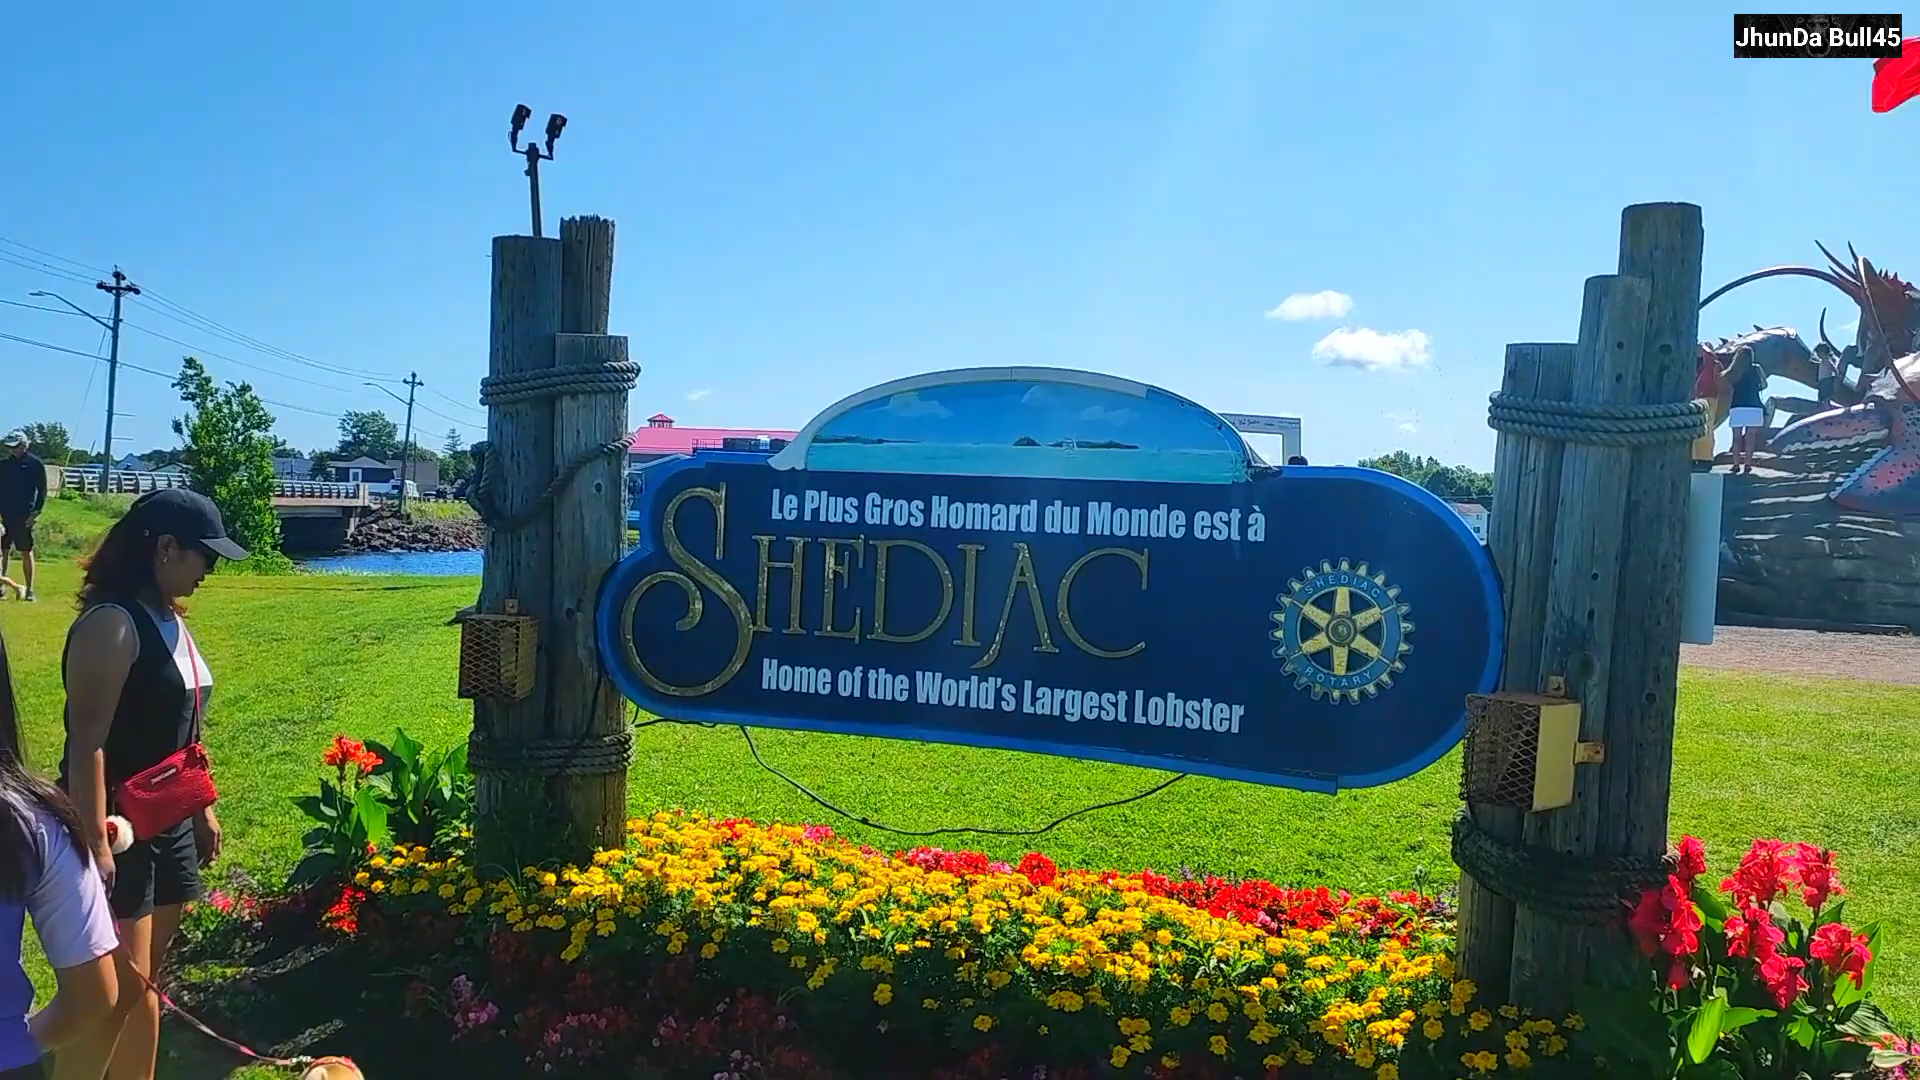 JhunDa Bull45
Le Plus Gros Homard du Monde est à
SHEDIAC
Home of the World's Largest Lobster
SHEDIAC
ROTARY